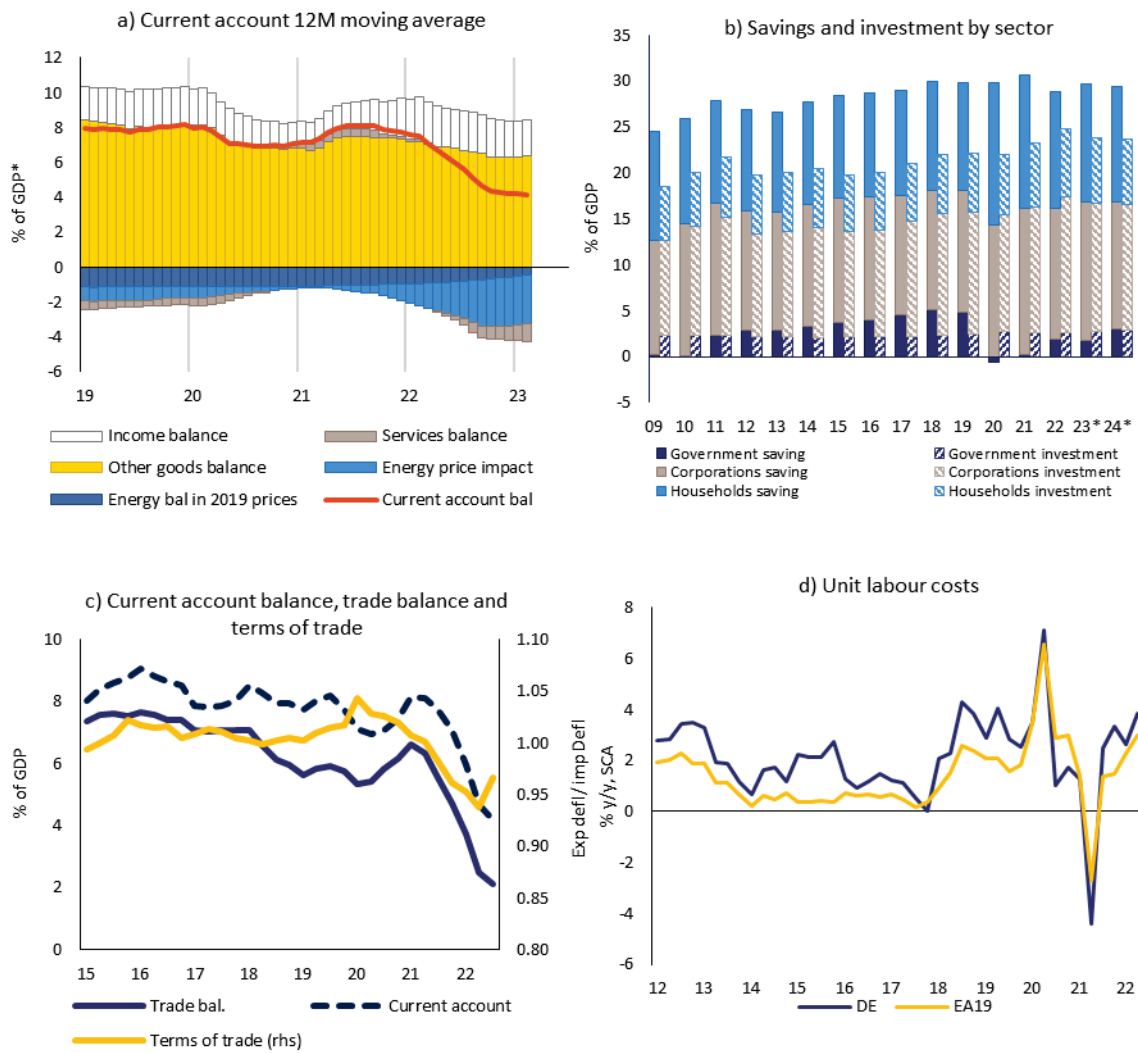 a) Current account 12M moving average
% of GDP*
12
10
8
6
4
2
0
-2
-4
-6
19
20
21
22
23
Income balance
Services balance
Other goods balance
Energy price impact
Energy bal in 2019 prices
Current account bal
b) Savings and investment by sector
% of GDP
35
30
25
20
15
10
5
0
-5
09 10 11 12 13 14 15 16 17 18 19 20 21 22 23* 24*
Government saving
Government investment
Corporations saving
Corporations investment
Households saving
Households investment
c) Current account balance, trade balance and
terms of trade
% of GDP
10
8
6
4
2
0
1.10
1.05
1.00
0.95
0.90
0.85
0.80
Exp defl/ imp Defl
15 16 17 18 19 20 21 22
Trade bal.
Current account
Terms of trade (rhs)
d) Unit labour costs
% y/y, SCA
8
6
4
2
0
-2
-4
-6
12 13 14 15 16 17 18 19 20 21 22
DE
EA19